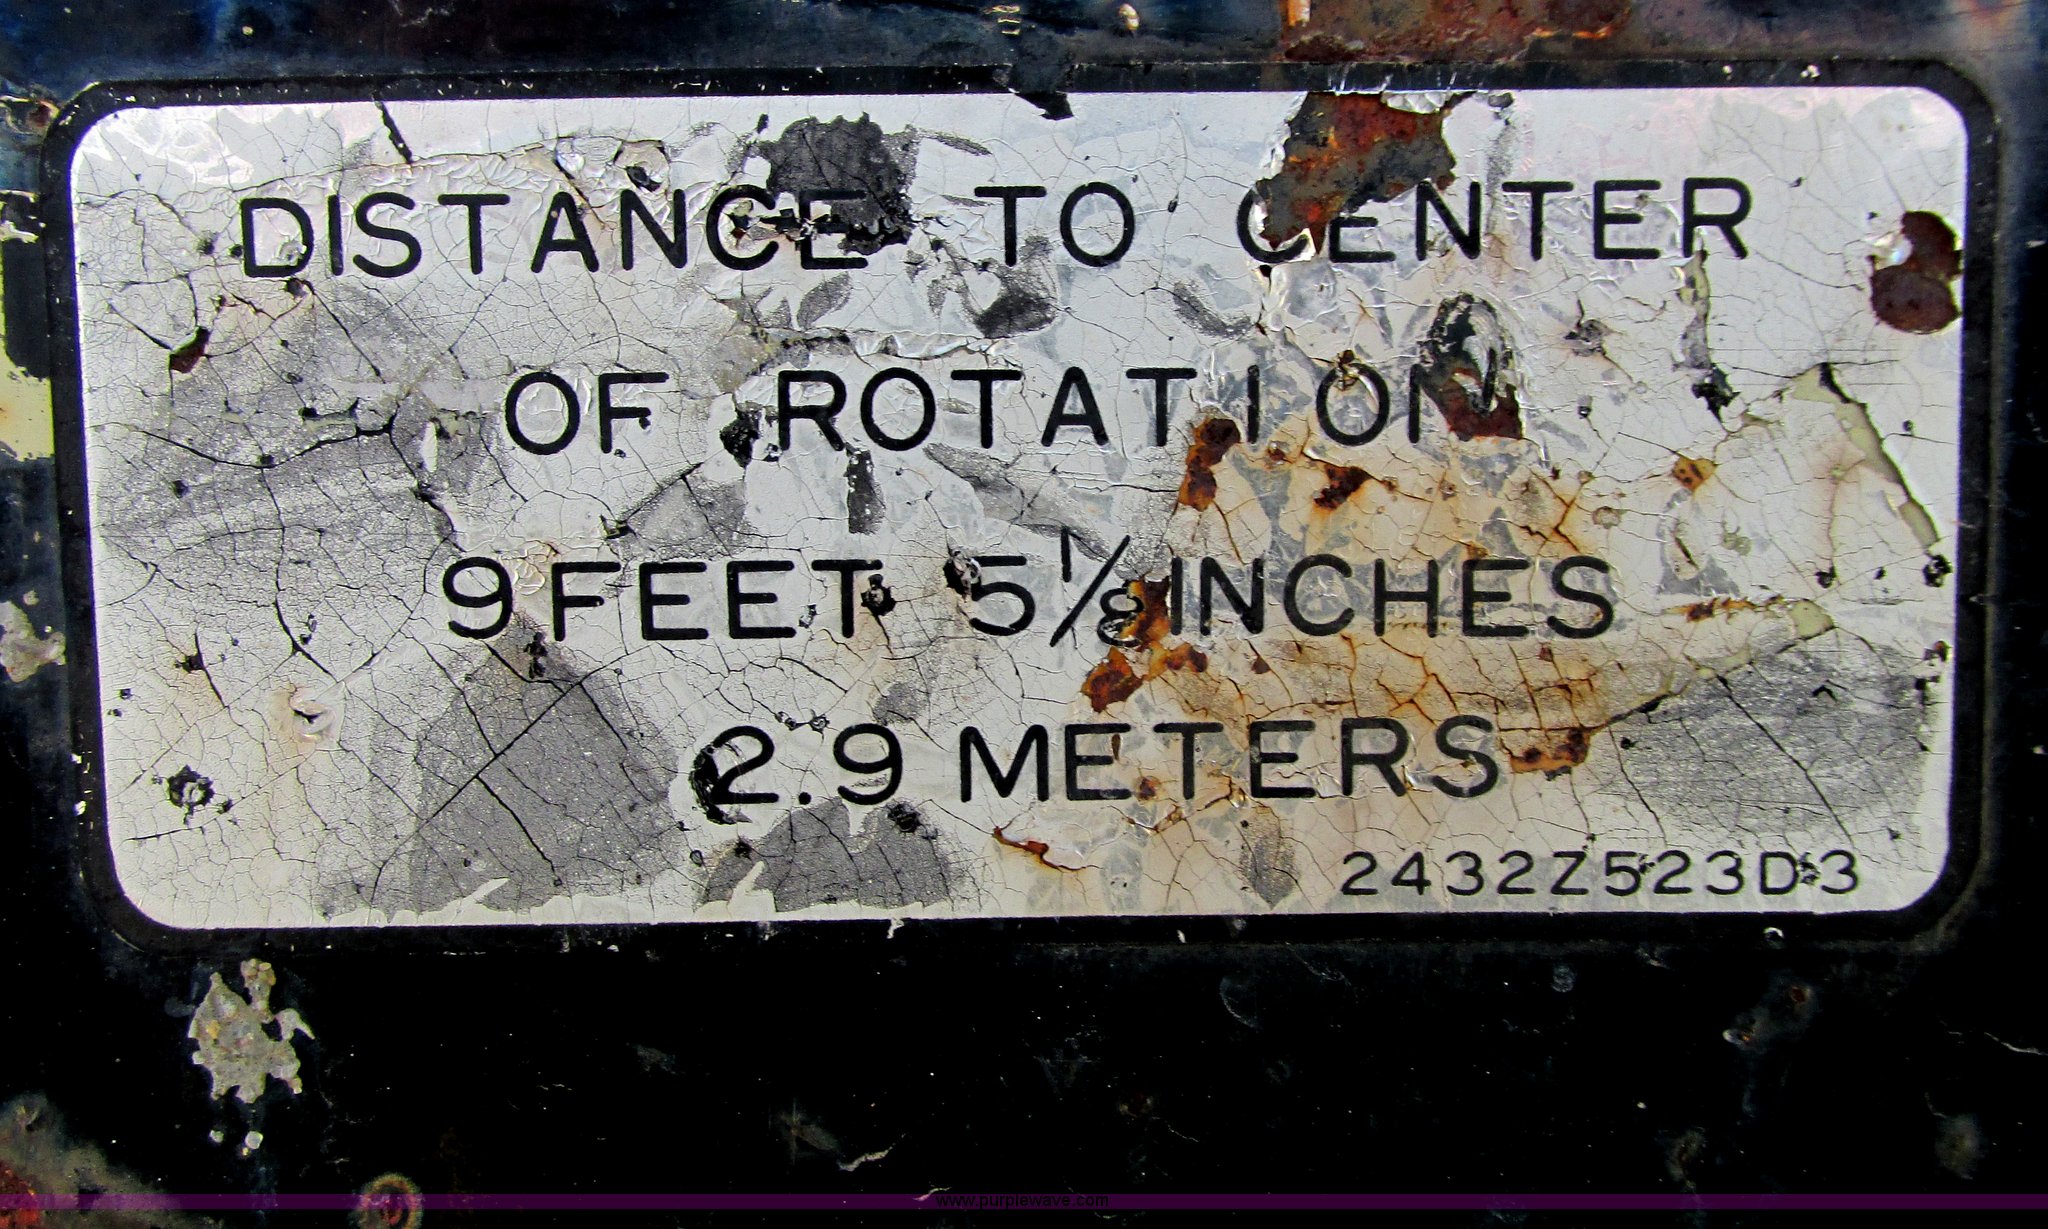 DISTANCE TO CENTER
OF ROTATION
9 FEET 5 1/8 INCHES
2.9 METERS
2432Z523D3
www.purplewave.com